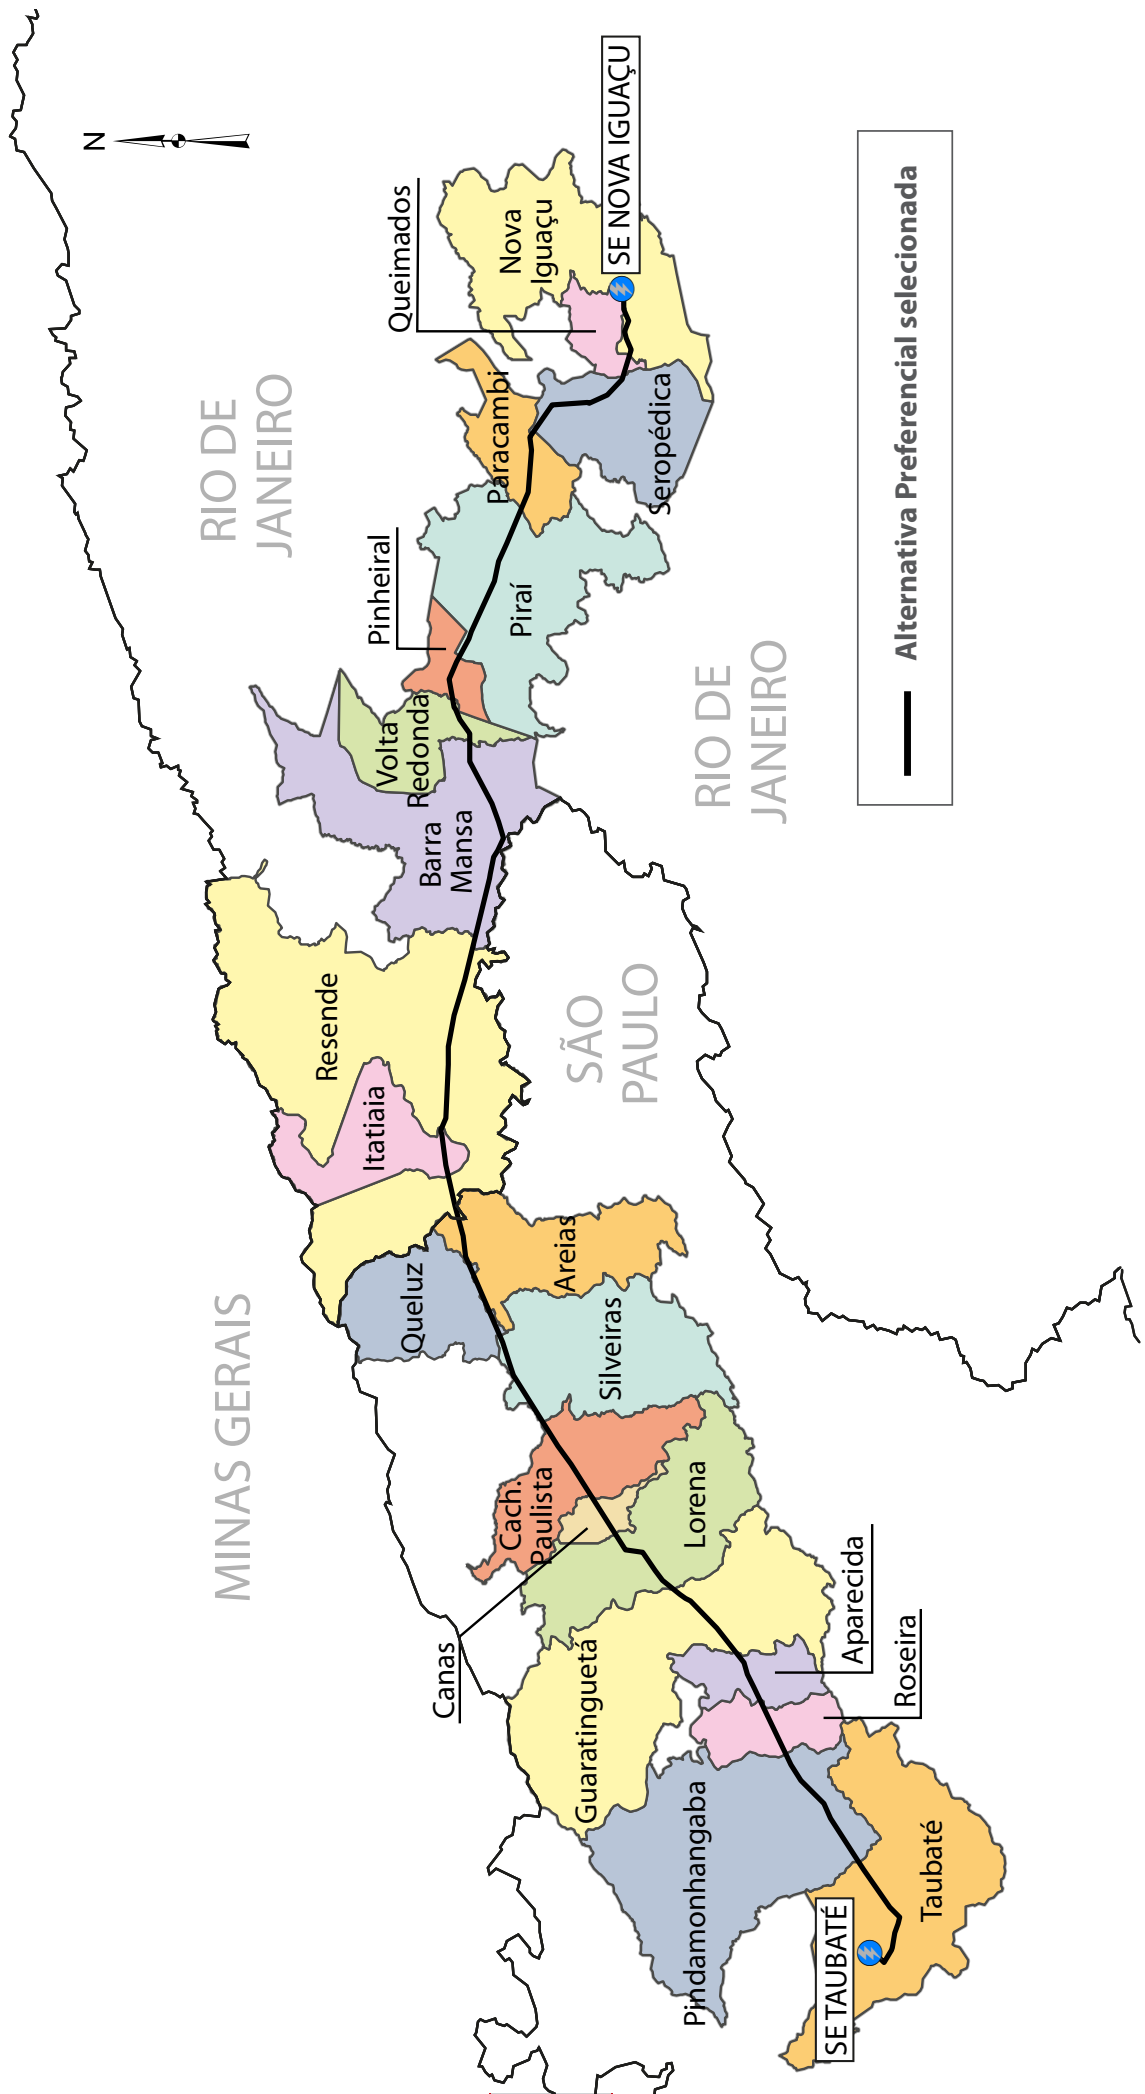 N
RIO DE
JANEIRO
MINAS GERAIS
SÃO
PAULO
RIO DE
JANEIRO
Queimados
Nova
Iguaçu
SE NOVA IGUAÇU
Paracambi
Seropédica
Pinheiral
Piraí
Volta
Redonda
Barra
Mansa
Resende
Itatiaia
Queluz
Areias
Silveiras
Cach.
Paulista
Canas
Lorena
Guaratinguetá
Aparecida
Roseira
Pindamonhangaba
Taubaté
SE TAUBATÉ
Alternativa Preferencial selecionada